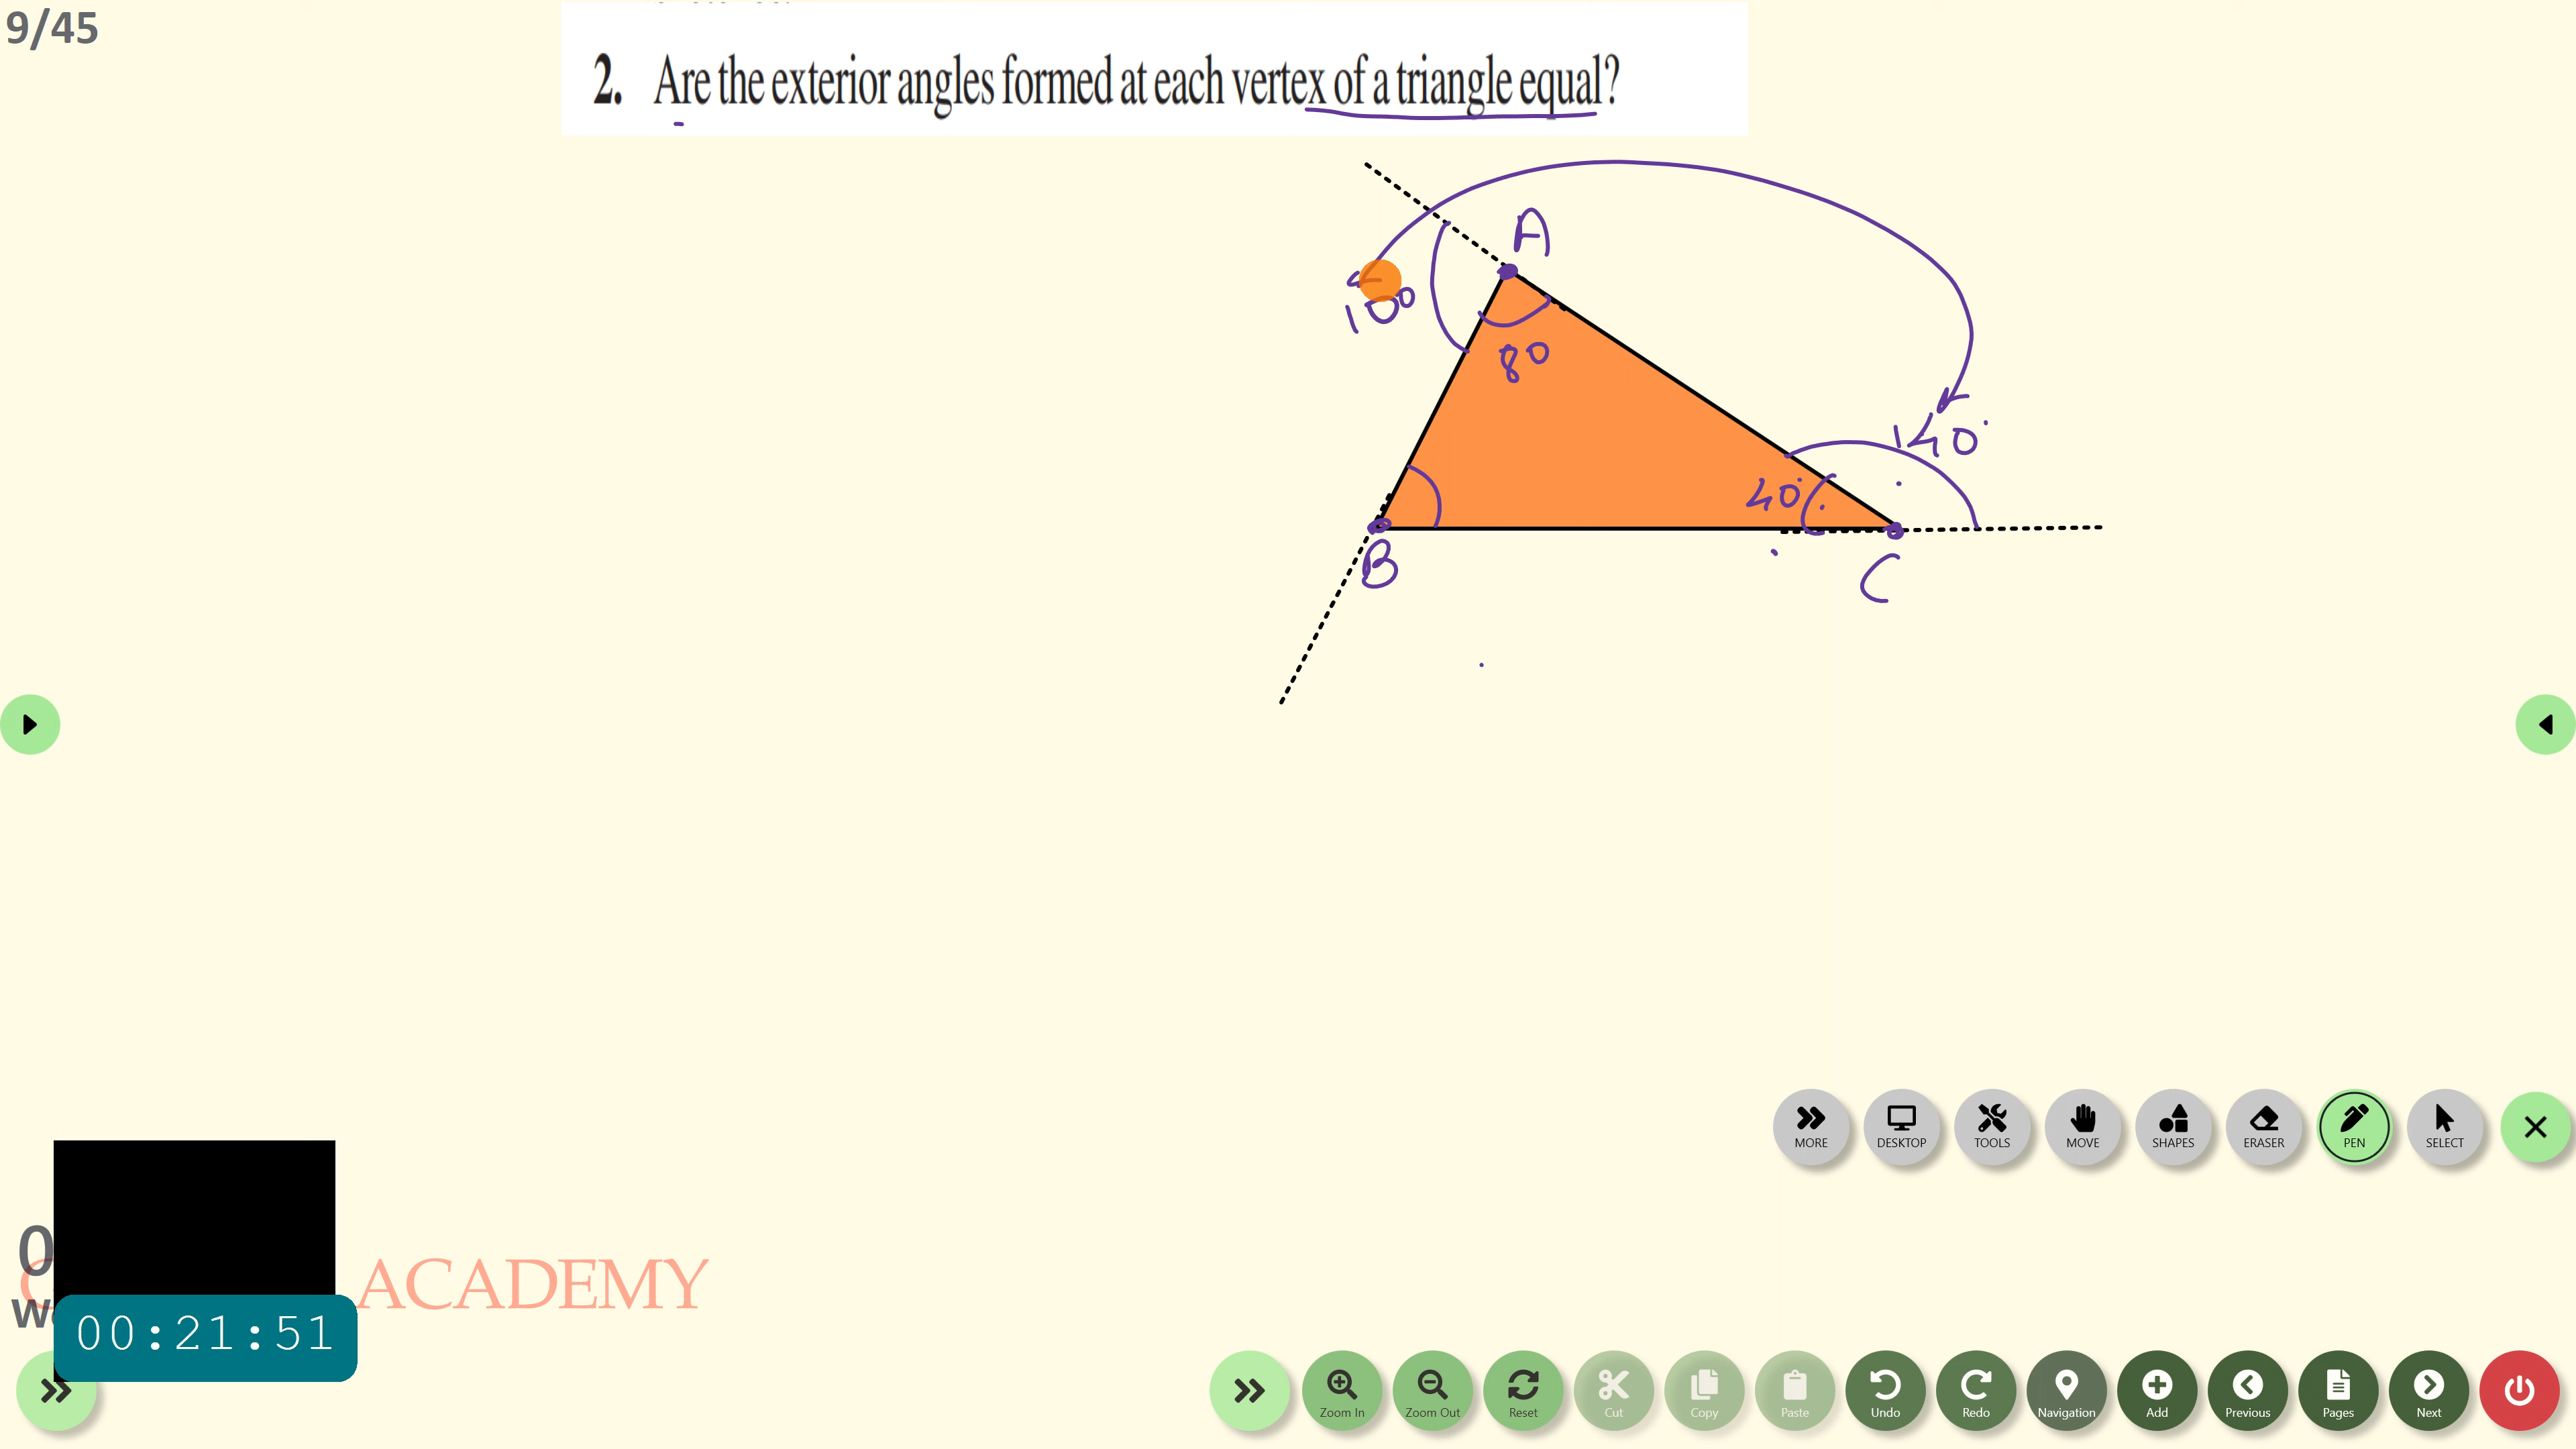 9/45
2. Are the exterior angles formed at each vertex of a triangle equal?
A
100
80
140°
40°
B
C
ACADEMY
00:21:51
MORE
DESKTOP
TOOLS
MOVE
SHAPES
ERASER
PEN
SELECT
Zoom In
Zoom Out
Reset
Cut
Copy
Paste
Undo
Redo
Navigation
Add
Previous
Pages
Next